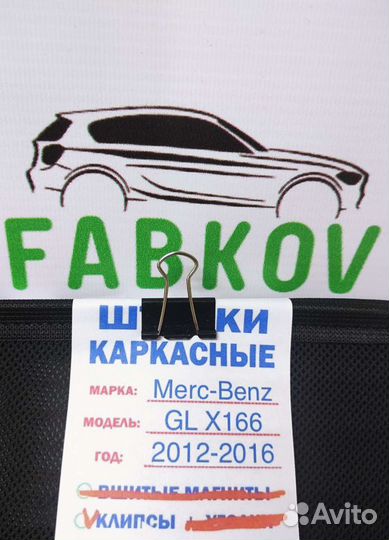 FABKOV
КАРКАСНЫЕ
МАРКА: Merc-Benz
МОДЕЛЬ: GL X166
ГОД: 2012-2016
ВШИТЫЕ МАГНИТЫ
КЛИПСЫ
Avito